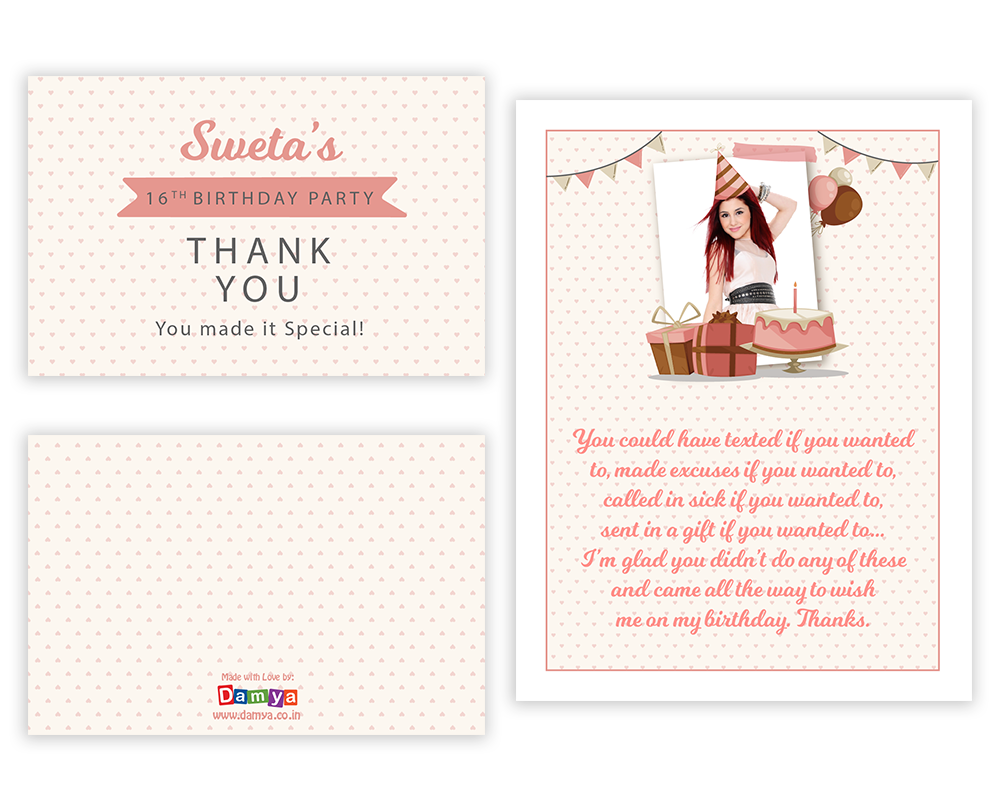 Sweta's
16TH BIRTHDAY PARTY
THANK
YOU
You made it Special!
Made with Love by:
Damya
www.damya.co.in
You could have texted if you wanted
to, made excuses if you wanted to,
called in sick if you wanted to,
sent in a gift if you wanted to...
I'm glad you didn't do any of these
and came all the way to wish
me on my birthday. Thanks.